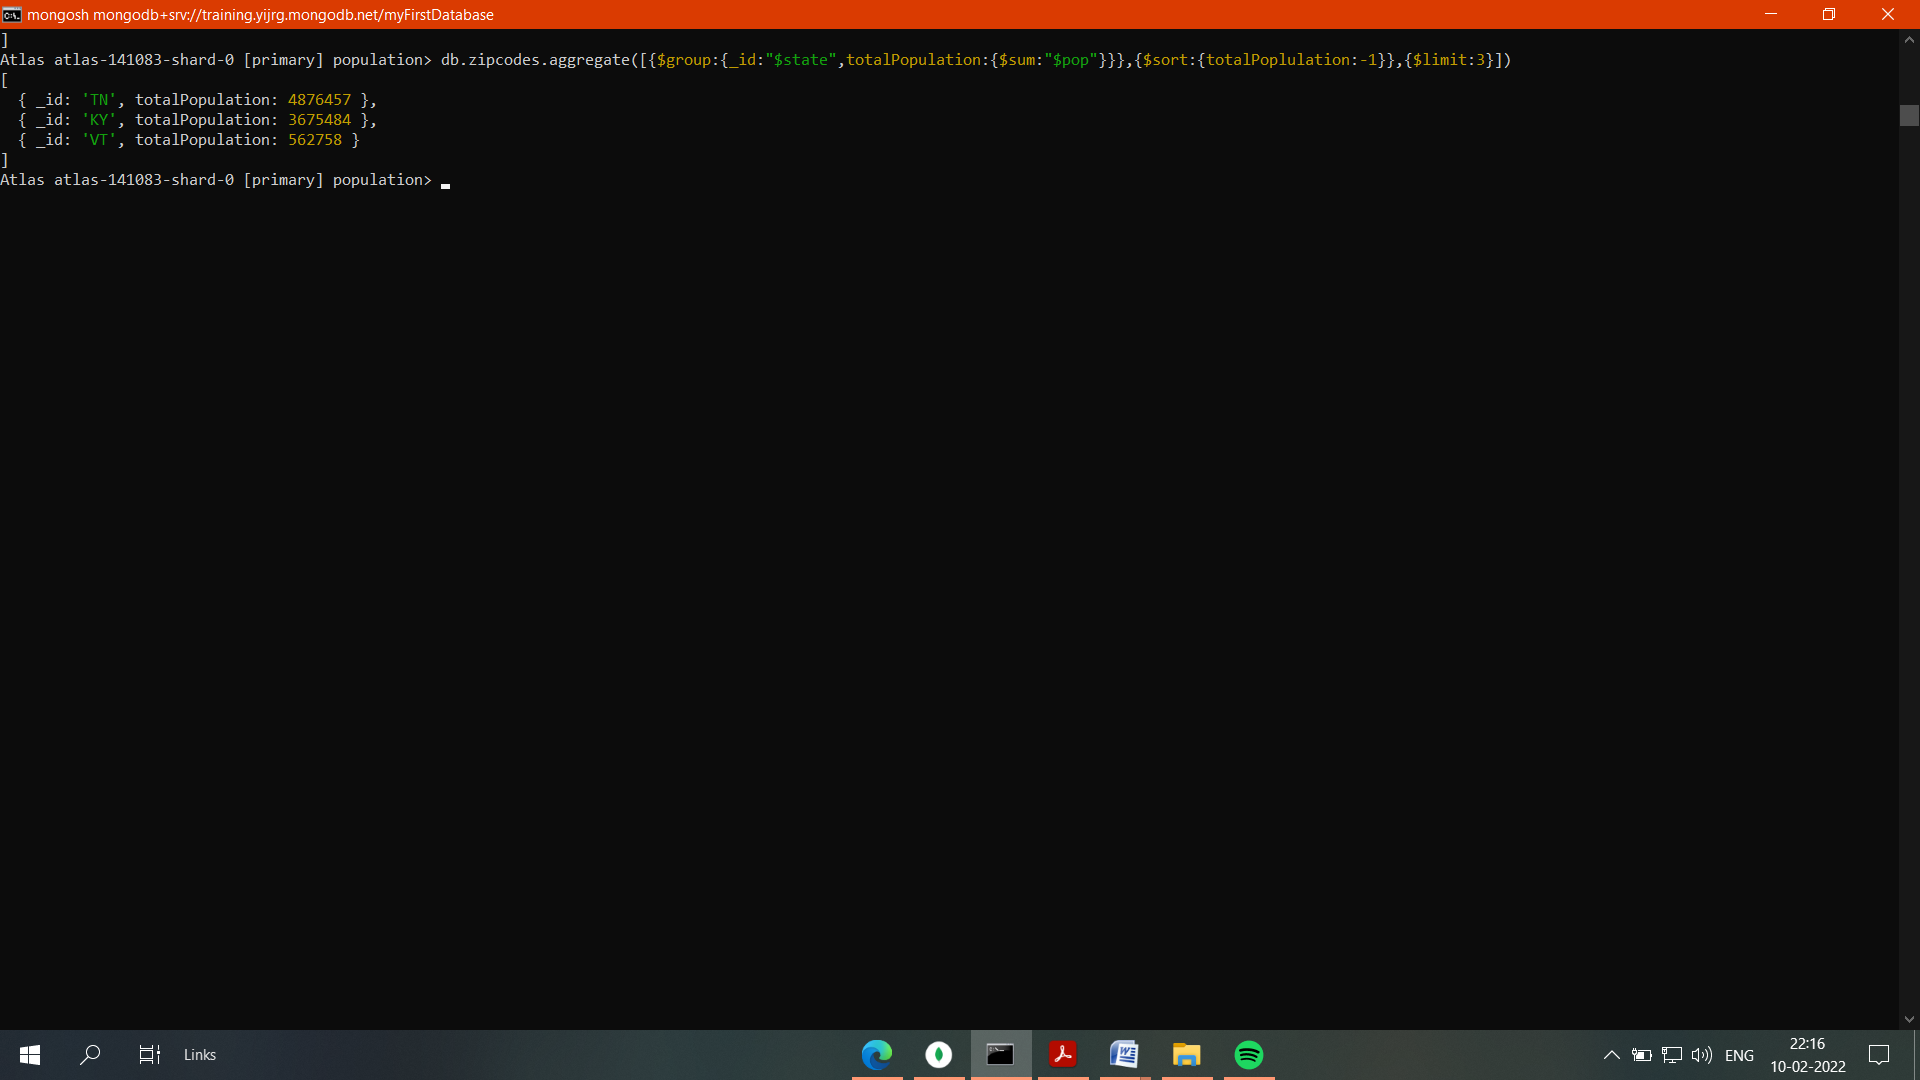 mongosh mongodb+srv://training.yijrg.mongodb.net/myFirstDatabase
]
Atlas atlas-141083-shard-0 [primary] population> db.zipcodes.aggregate([{$group:{_id:"$state",totalPopulation:{$sum:"$pop"}}},{$sort:{totalPoplulation:-1}},{$limit:3}])
[
  { _id: 'TN', totalPopulation: 4876457 },
  { _id: 'KY', totalPopulation: 3675484 },
  { _id: 'VT', totalPopulation: 562758 }
]
Atlas atlas-141083-shard-0 [primary] population>
Links
ENG
22:16
10-02-2022